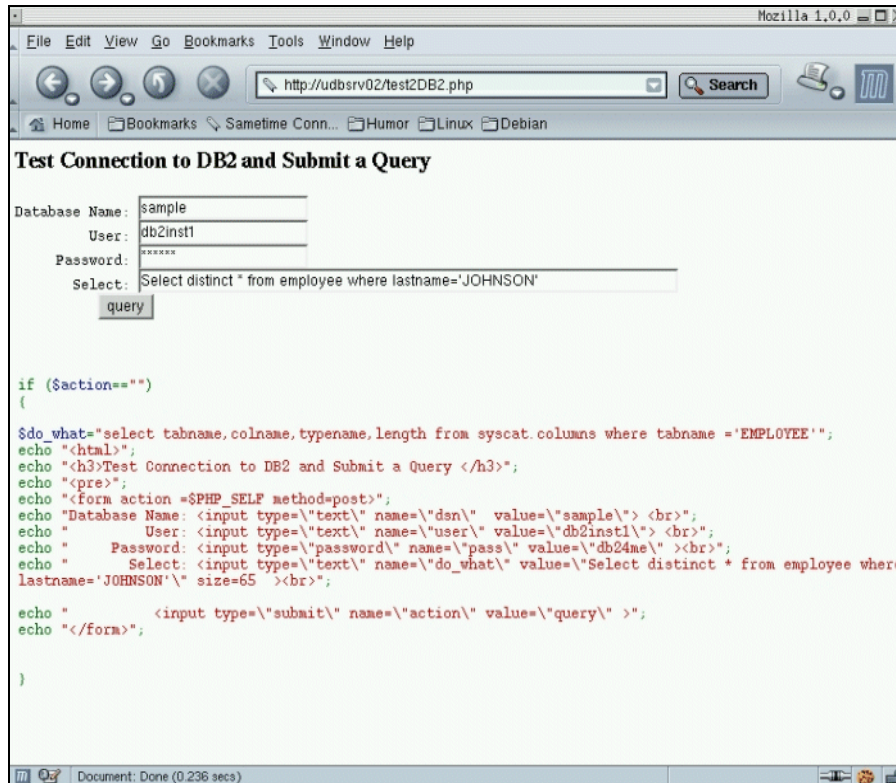 Mozilla 1.0.0
File Edit View Go Bookmarks Tools Window Help
http://udbsrv02/test2DB2.php Search
Home Bookmarks Sametime Conn... Humor Linux Debian
Test Connection to DB2 and Submit a Query
Database Name: sample
User: db2inst1
Password: ******
Select: Select distinct * from employee where lastname='JOHNSON'
query
if ($action=="")
{
$do_what="select tabname,colname,typename,length from syscat.columns where tabname ='EMPLOYEE'";
echo "<html>";
echo "<h3>Test Connection to DB2 and Submit a Query </h3>";
echo "<pre>";
echo "<form action =$PHP_SELF method=post>";
echo "Database Name: <input type=\"text\" name=\"dsn\"  value=\"sample\"> <br>";
echo "         User: <input type=\"text\" name=\"user\" value=\"db2inst1\"> <br>";
echo "     Password: <input type=\"password\" name=\"pass\" value=\"db24me\" ><br>";
echo "       Select: <input type=\"text\" name=\"do_what\" value=\"Select distinct * from employee where
lastname='JOHNSON'\" size=65  ><br>";
echo "          <input type=\"submit\" name=\"action\" value=\"query\" >";
echo "</form>";
}
Document: Done (0.236 secs)